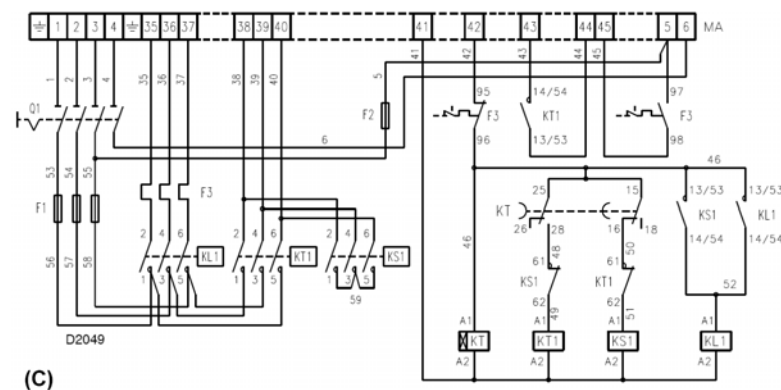 1 2 3 4 35 36 37 38 39 40 41 42 43 44 45 5 6 MA
1 2 3 4 35 36 37 38 39 40 41 42 43 44 45
5
95 14/54 97
Q1 F2 F3 KT1 F3
96 13/53 98
6
53 54 55 46
F1 F3
25 15 13/53 13/53
KT KS1 KL1
26 28 16 18 14/54 14/54
46 48 50
2 4 6 2 4 6 2 4 6
KL1 KT1 KS1
61 61
KS1 KT1
1 3 5 1 3 5 1 3 5
62 62 52
56 57 58 59 49 51
A1 A1 A1 A1
D2049
KT KT1 KS1 KL1
A2 A2 A2 A2
(C)